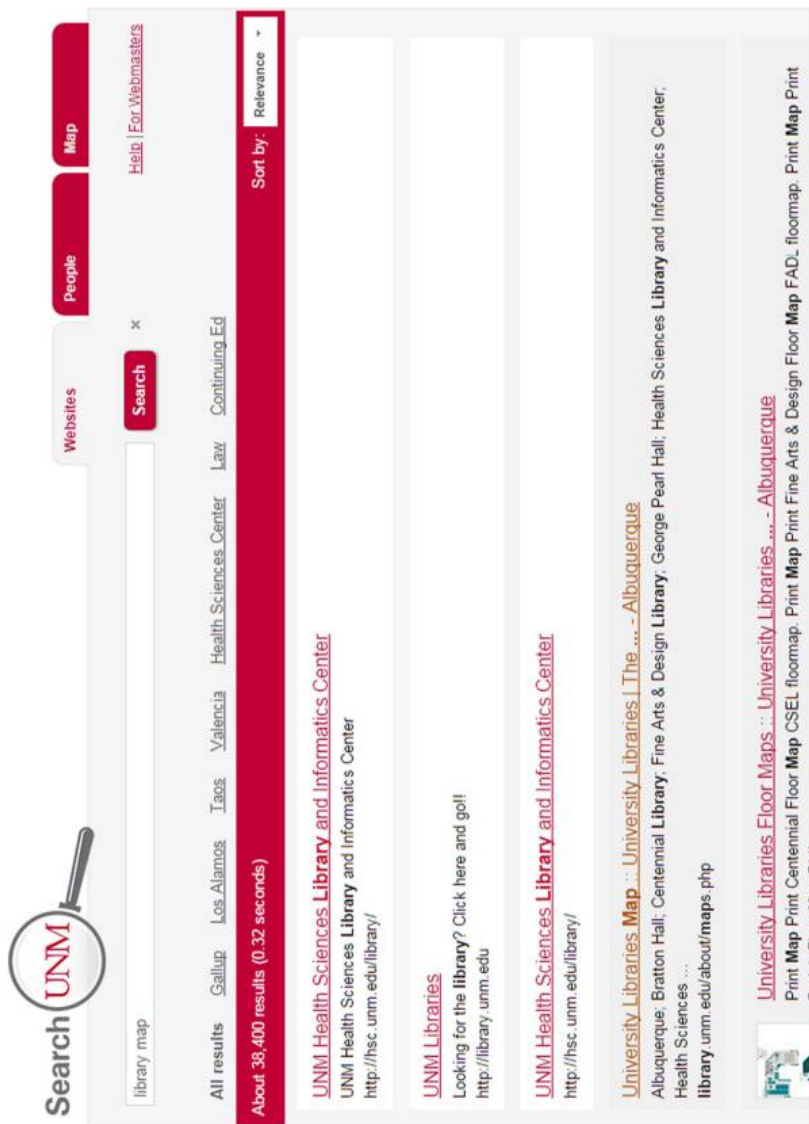 Search UNM
Websites
People
Map
library map
Search
x
Help | For Webmasters
All results Gallup Los Alamos Taos Valencia Health Sciences Center Law Continuing Ed
About 38,400 results (0.32 seconds)
Sort by: Relevance
UNM Health Sciences Library and Informatics Center
UNM Health Sciences Library and Informatics Center
http://hsc.unm.edu/library/
UNM Libraries
Looking for the library? Click here and go!!
http://library.unm.edu
UNM Health Sciences Library and Informatics Center
http://hsc.unm.edu/library/
University Libraries Map :: University Libraries | The ... - Albuquerque
Albuquerque; Bratton Hall; Centennial Library; Fine Arts & Design Library; George Pearl Hall; Health Sciences Library and Informatics Center;
Health Sciences ...
library.unm.edu/about/maps.php
University Libraries Floor Maps :: University Libraries ... - Albuquerque
Print Map Print Centennial Floor Map CSEL floormap. Print Map Print Fine Arts & Design Floor Map FADL floormap. Print Map Print